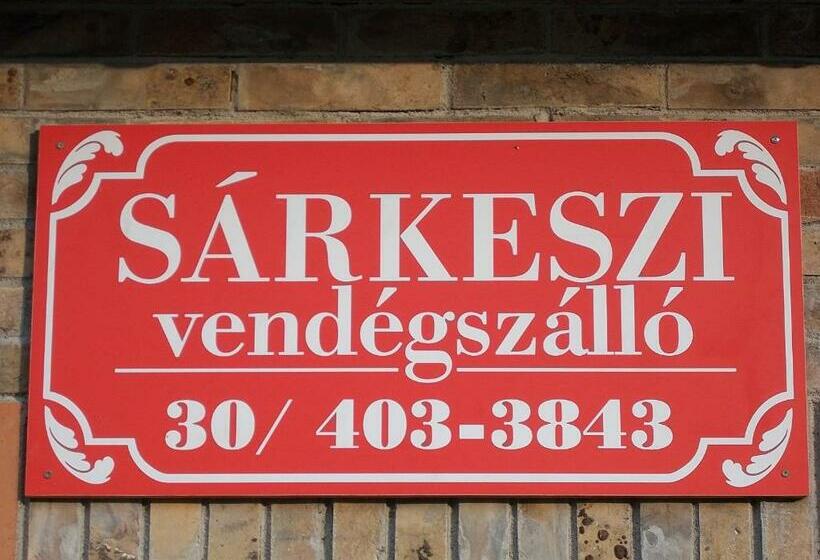 SÁRKESZI
vendégszálló
30/ 403-3843